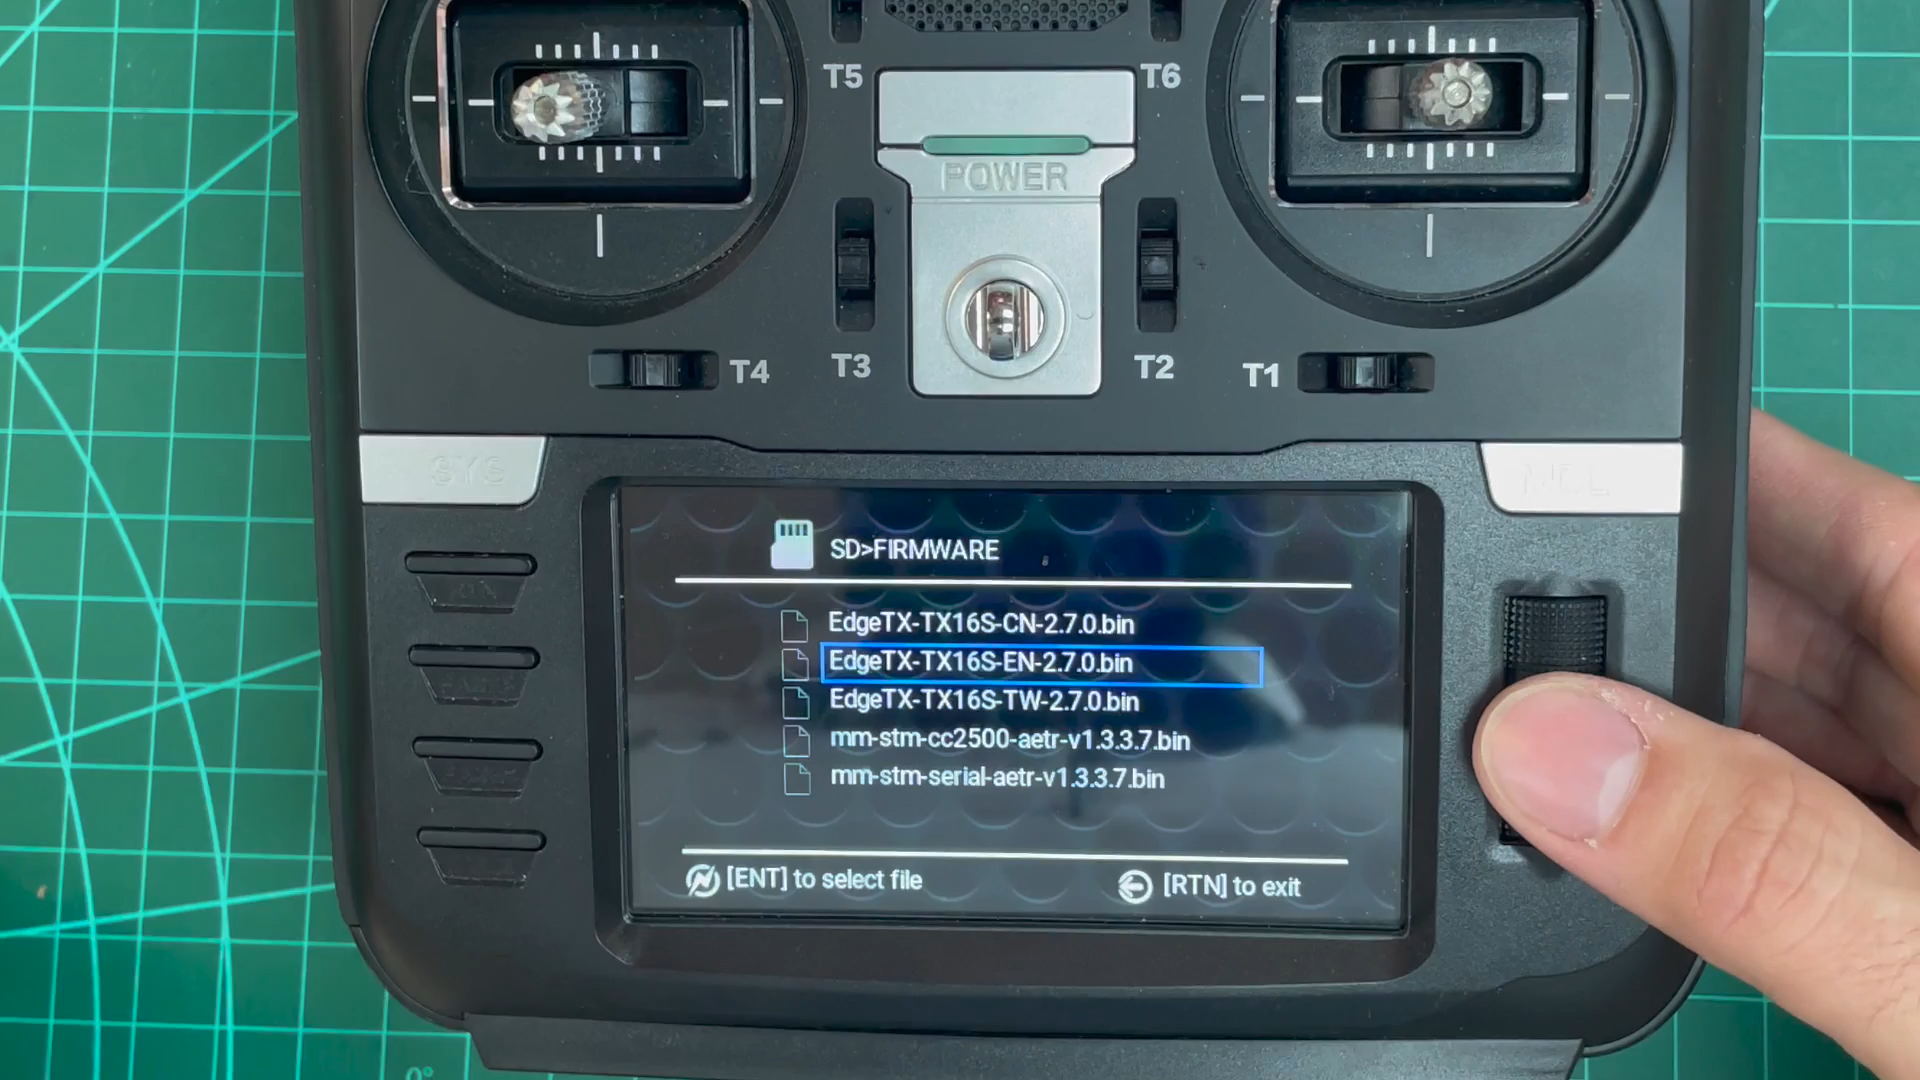 T5
T6
POWER
T4
T3
T2
T1
SYS
MDL
SD>FIRMWARE
EdgeTX-TX16S-CN-2.7.0.bin
EdgeTX-TX16S-EN-2.7.0.bin
EdgeTX-TX16S-TW-2.7.0.bin
mm-stm-cc2500-aetr-v1.3.3.7.bin
mm-stm-serial-aetr-v1.3.3.7.bin
[ENT] to select file
[RTN] to exit
0°